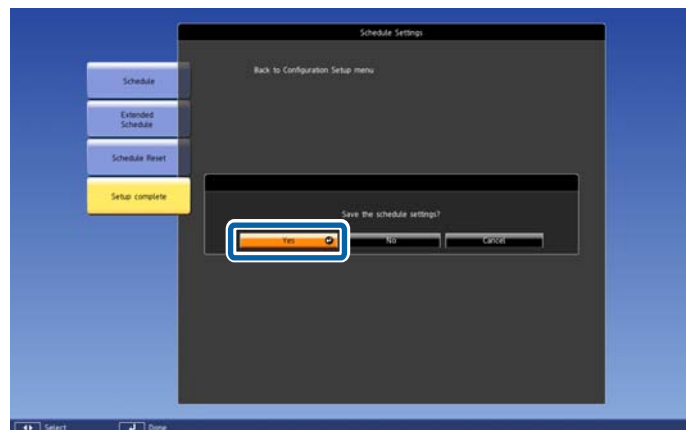 Schedule Settings
Back to Configuration Setup menu
Schedule
Extended
Schedule
Schedule Reset
Setup complete
Save the schedule settings?
Yes No Cancel
Select Done